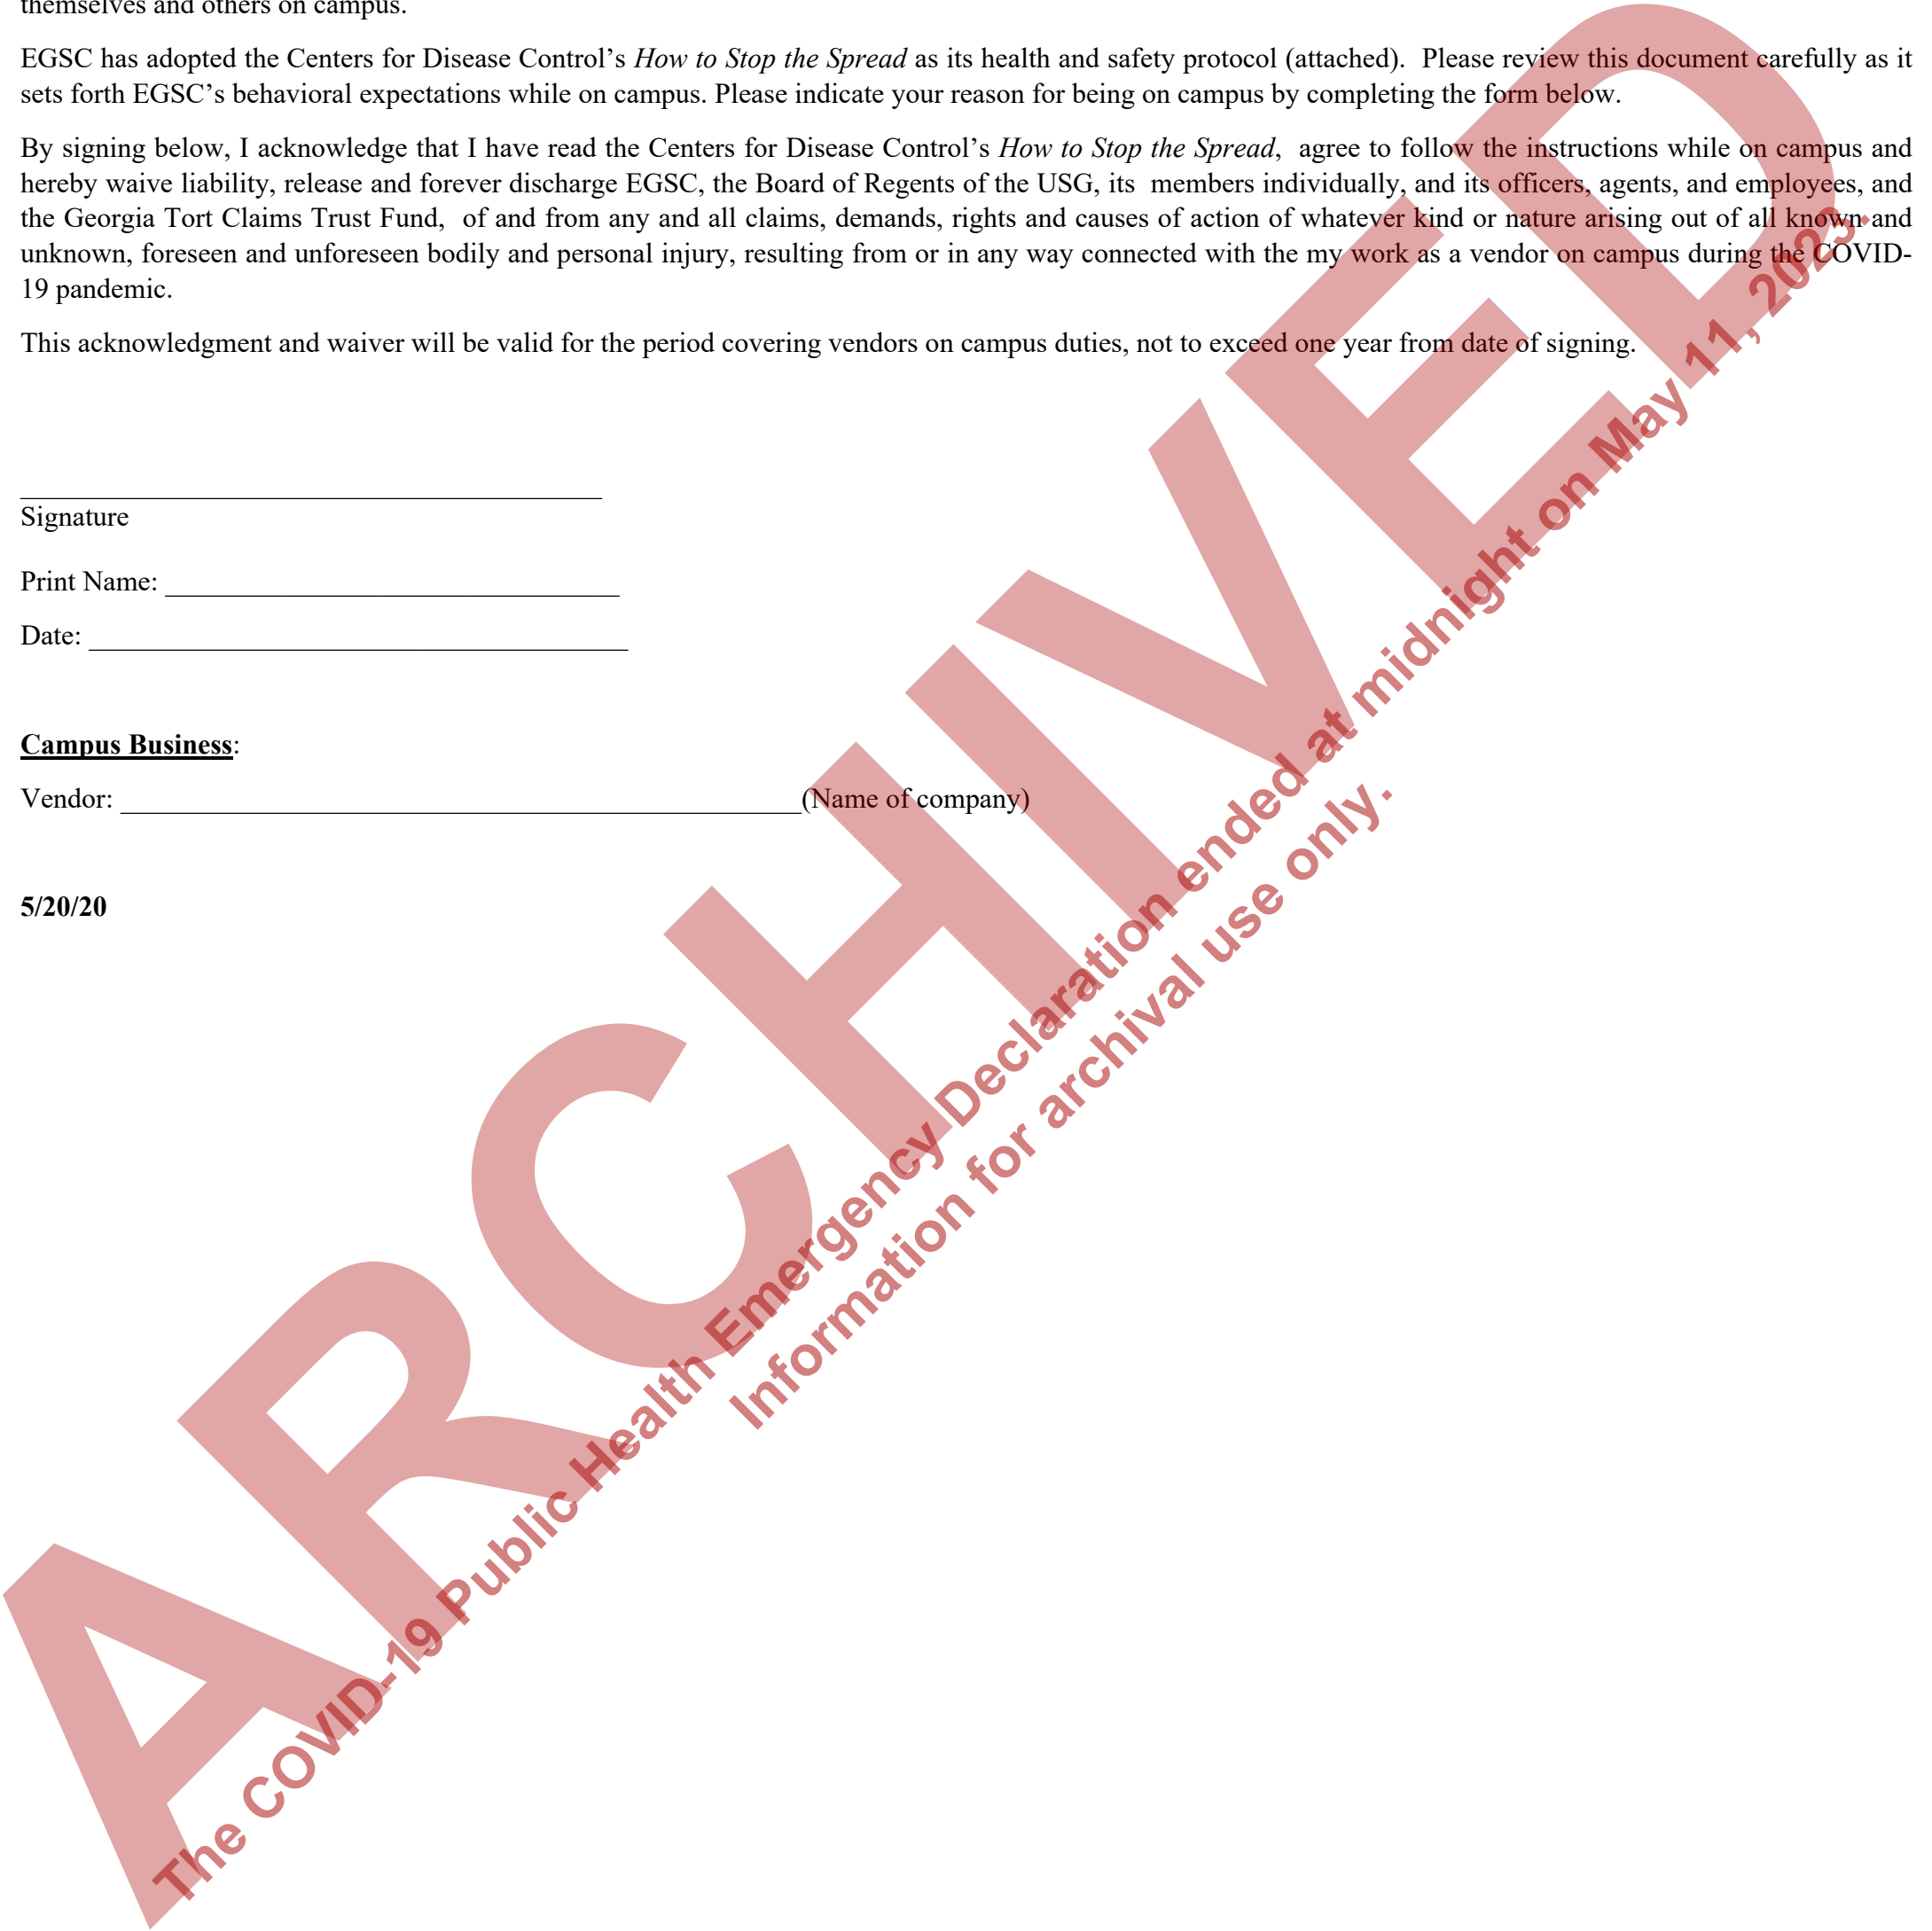 themselves and others on campus.
EGSC has adopted the Centers for Disease Control’s How to Stop the Spread as its health and safety protocol (attached).  Please review this document carefully as it
sets forth EGSC’s behavioral expectations while on campus. Please indicate your reason for being on campus by completing the form below.
By signing below, I acknowledge that I have read the Centers for Disease Control’s How to Stop the Spread,  agree to follow the instructions while on campus and
hereby waive liability, release and forever discharge EGSC, the Board of Regents of the USG, its  members individually, and its officers, agents, and employees, and
the Georgia Tort Claims Trust Fund,  of and from any and all claims, demands, rights and causes of action of whatever kind or nature arising out of all known and
unknown, foreseen and unforeseen bodily and personal injury, resulting from or in any way connected with the my work as a vendor on campus during the COVID-
19 pandemic.
This acknowledgment and waiver will be valid for the period covering vendors on campus duties, not to exceed one year from date of signing.
Signature
Print Name: ________________________________
Date: ______________________________________
Campus Business:
Vendor: ________________________________________________(Name of company)
5/20/20
ARCHIVED
The COVID-19 Public Health Emergency Declaration ended at midnight on May 11, 2023.
Information for archival use only.